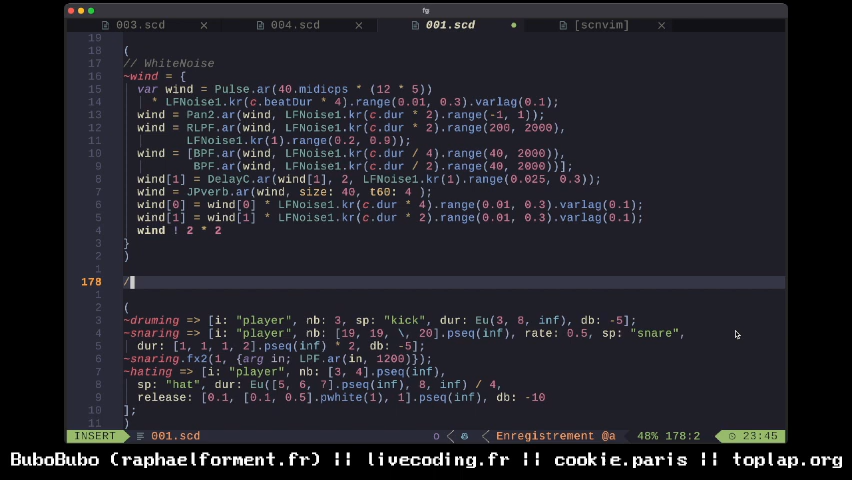 fg
003.scd × 004.scd × 001.scd ● [scnvim] ×
19
18 (
17 // WhiteNoise
16 ~wind = {
15 var wind = Pulse.ar(40.midicps * (12 * 5))
14 * LFNoise1.kr(c.beatDur * 4).range(0.01, 0.3).varlag(0.1);
13 wind = Pan2.ar(wind, LFNoise1.kr(c.dur * 2).range(-1, 1));
12 wind = RLPF.ar(wind, LFNoise1.kr(c.dur * 2).range(200, 2000),
11 LFNoise1.kr(1).range(0.2, 0.9));
10 wind = [BPF.ar(wind, LFNoise1.kr(c.dur / 4).range(40, 2000)),
9 BPF.ar(wind, LFNoise1.kr(c.dur / 2).range(40, 2000))];
8 wind[1] = DelayC.ar(wind[1], 2, LFNoise1.kr(1).range(0.025, 0.3));
7 wind = JPverb.ar(wind, size: 40, t60: 4 );
6 wind[0] = wind[0] * LFNoise1.kr(c.dur * 4).range(0.01, 0.3).varlag(0.1);
5 wind[1] = wind[1] * LFNoise1.kr(c.dur * 2).range(0.01, 0.3).varlag(0.1);
4 wind ! 2 * 2
3 }
2 )
1
178 /
1
2 (
3 ~druming => [i: "player", nb: 3, sp: "kick", dur: Eu(3, 8, inf), db: -5];
4 ~snaring => [i: "player", nb: [19, 19, \, 20].pseq(inf), rate: 0.5, sp: "snare",
5 dur: [1, 1, 1, 2].pseq(inf) * 2, db: -5];
6 ~snaring.fx2(1, {arg in; LPF.ar(in, 1200)});
7 ~hating => [i: "player", nb: [3, 4].pseq(inf),
8 sp: "hat", dur: Eu([5, 6, 7].pseq(inf), 8, inf) / 4,
9 release: [0.1, [0.1, 0.5].pwhite(1), 1].pseq(inf), db: -10
10 ];
11 )
INSERT 001.scd Enregistrement @a 48% 178:2 23:45
BuboBubo (raphaelforment.fr) || livecoding.fr || cookie.paris || toplap.org